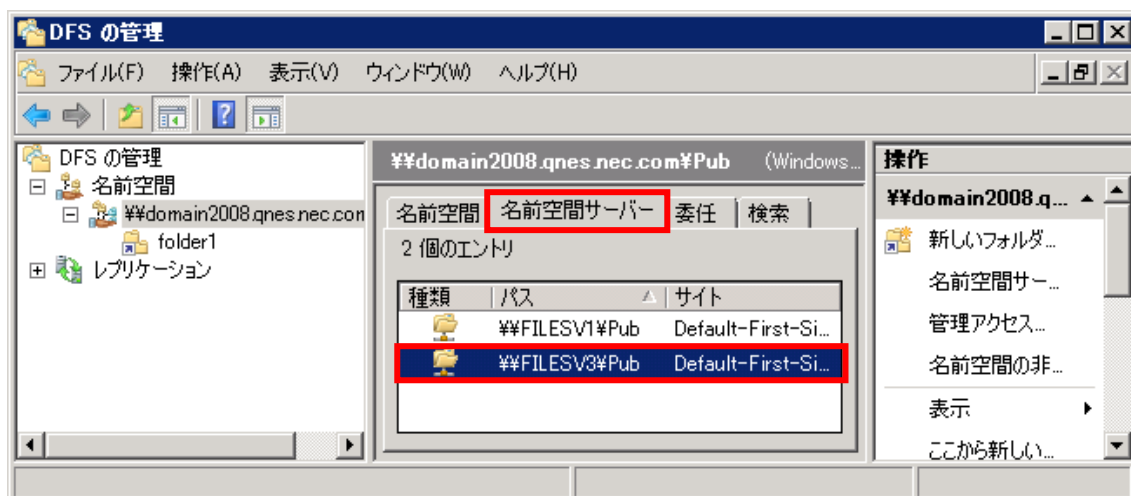 DFS の管理
ファイル(F) 操作(A) 表示(V) ウィンドウ(W) ヘルプ(H)
DFS の管理
名前空間
¥¥domain2008.qnes.nec.con
folder1
レプリケーション
¥¥domain2008.qnes.nec.com¥Pub (Windows...
名前空間 名前空間サーバー 委任 検索
2 個のエントリ
種類 パス サイト
¥¥FILESV1¥Pub Default-First-Si...
¥¥FILESV3¥Pub Default-First-Si...
操作
¥¥domain2008.q...
新しいフォルダ...
名前空間サー...
管理アクセス...
名前空間の非...
表示
ここから新しい...